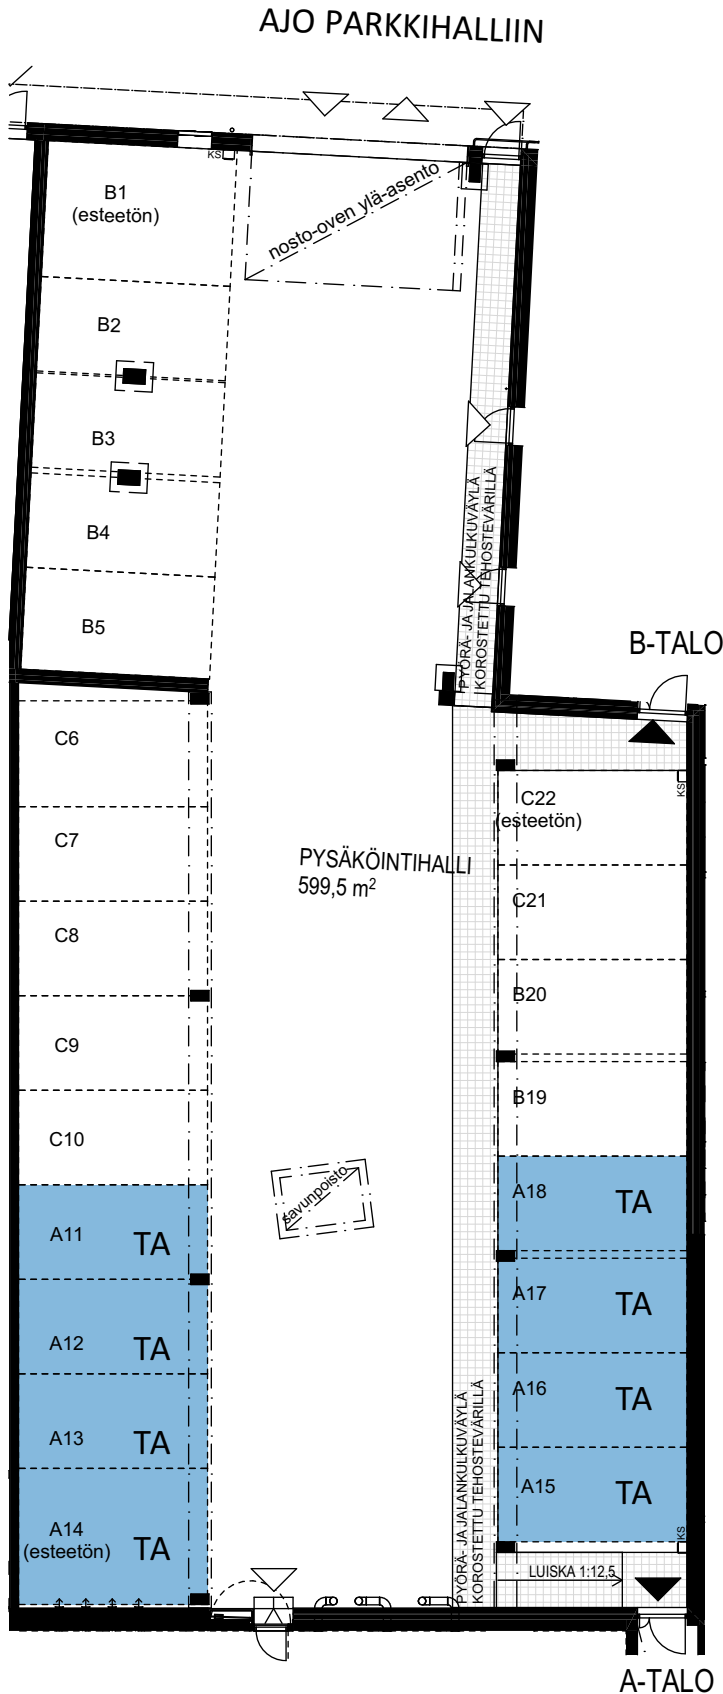 AJO PARKKIHALLIIN
KS
B1
(esteetön)
nosto-oven ylä-asento
B2
B3
B4
B5
PYÖRÄ- JA JALANKULKUVÄYLÄ
KOROSTETTU TEHOSTEVÄRILLÄ
B-TALO
C6
C7
C8
C9
C10
PYSÄKÖINTIHALLI
599,5 m²
KS
C22
(esteetön)
C21
B20
B19
savunpoisto
A11 TA
A12 TA
A13 TA
A14
(esteetön) TA
A18 TA
A17 TA
A16 TA
A15 TA
PYÖRÄ- JA JALANKULKUVÄYLÄ
KOROSTETTU TEHOSTEVÄRILLÄ
KS
LUISKA 1:12,5
A-TALO